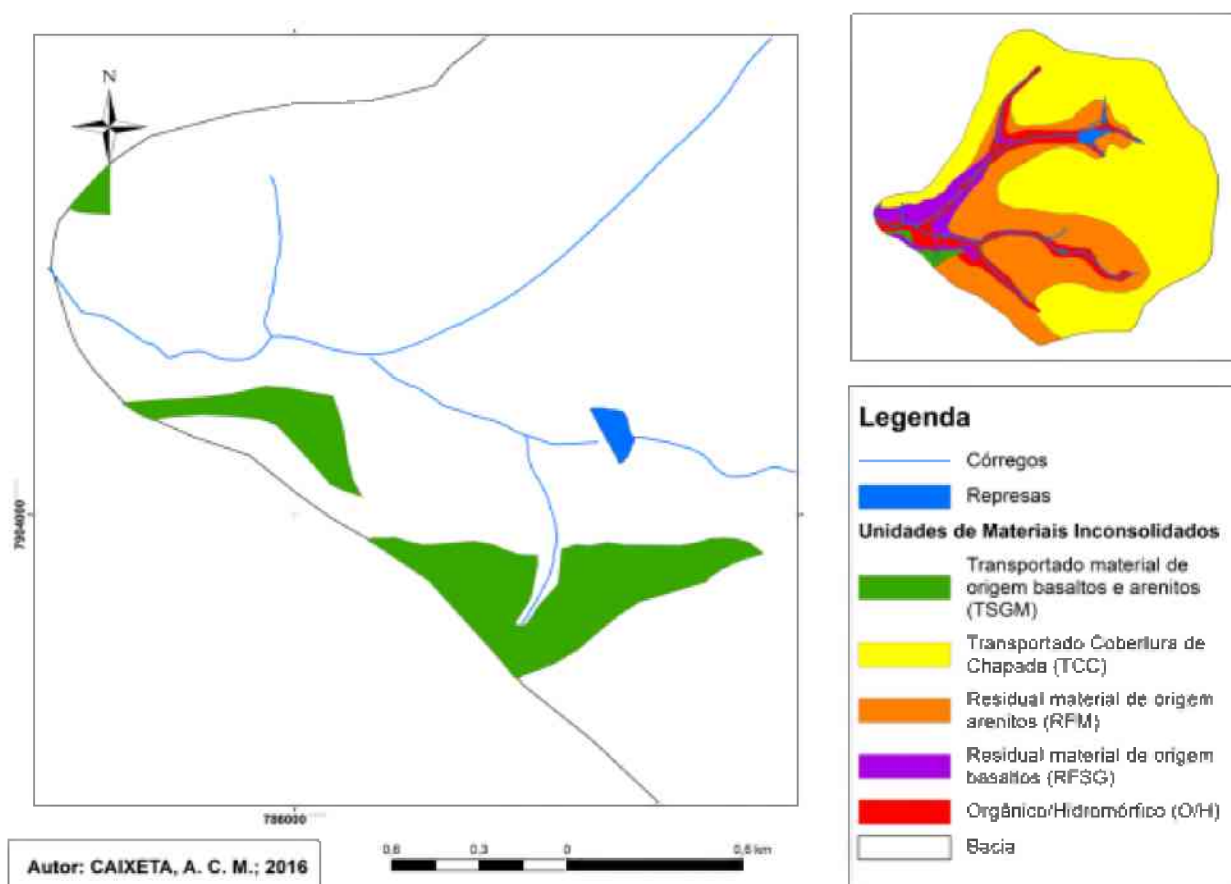 N
7904000
786000
Autor: CAIXETA, A. C. M.; 2016
0,6 0,3 0 0,6 km
Legenda
Córregos
Represas
Unidades de Materiais Inconsolidados
Transportado material de
origem basaltos e arenitos
(TSGM)
Transportado Cobertura de
Chapada (TCC)
Residual material de origem
arenitos (RFM)
Residual material de origem
basaltos (RFSG)
Orgânico/Hidromórfico (O/H)
Bacia